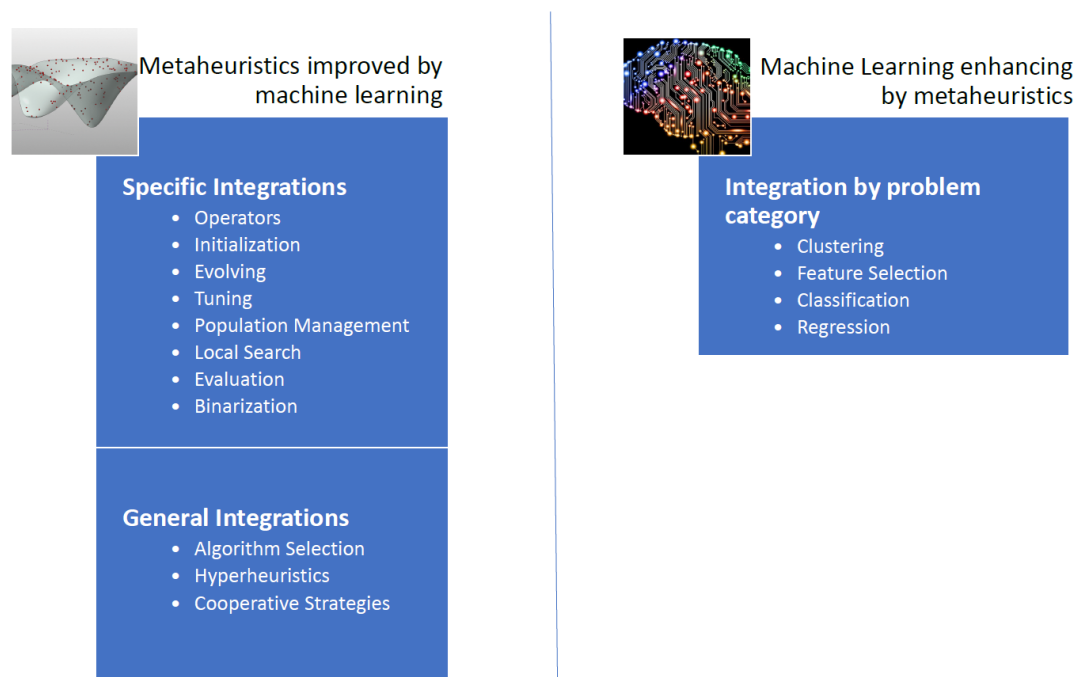 Metaheuristics improved by
machine learning
Specific Integrations
• Operators
• Initialization
• Evolving
• Tuning
• Population Management
• Local Search
• Evaluation
• Binarization
General Integrations
• Algorithm Selection
• Hyperheuristics
• Cooperative Strategies
Machine Learning enhancing
by metaheuristics
Integration by problem
category
• Clustering
• Feature Selection
• Classification
• Regression